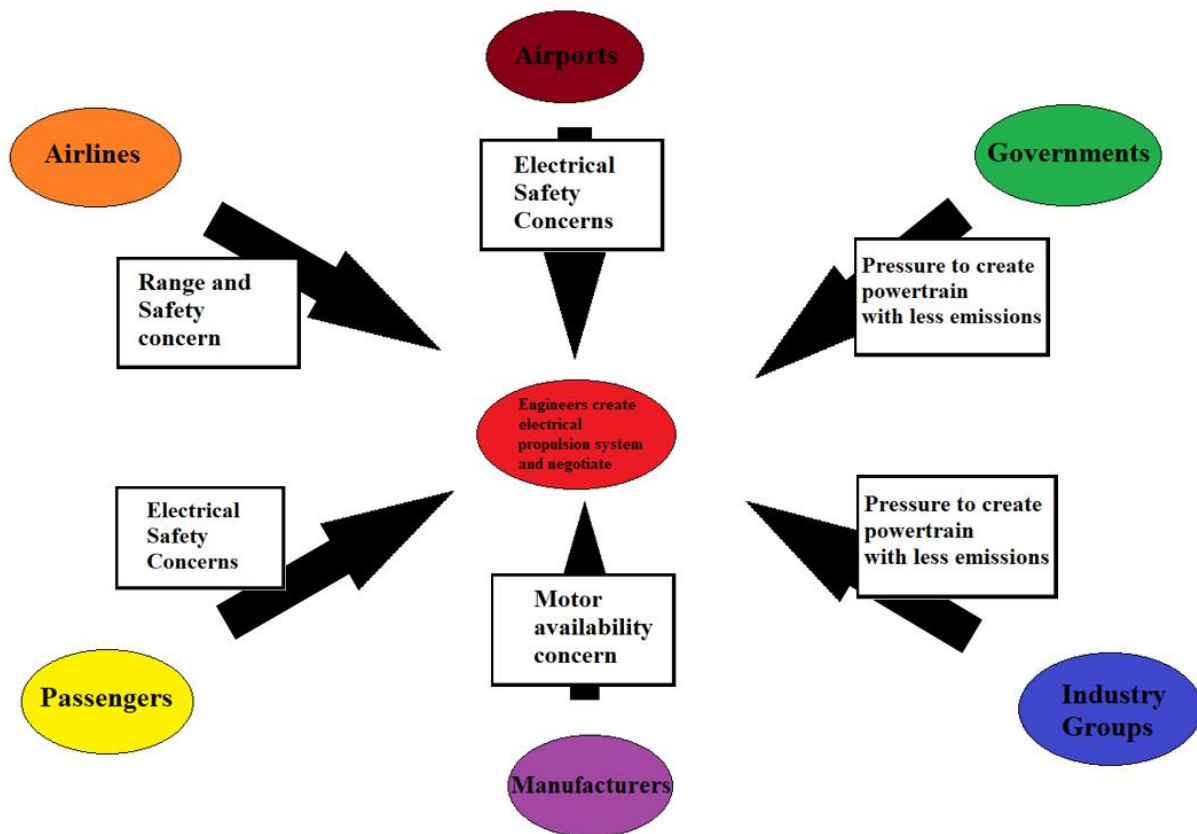 Airports
Airlines
Governments
Electrical
Safety
Concerns
Range and
Safety
concern
Pressure to create
powertrain
with less emissions
Engineers create
electrical
propulsion system
and negotiate
Electrical
Safety
Concerns
Pressure to create
powertrain
with less emissions
Motor
availability
concern
Passengers
Industry
Groups
Manufacturers